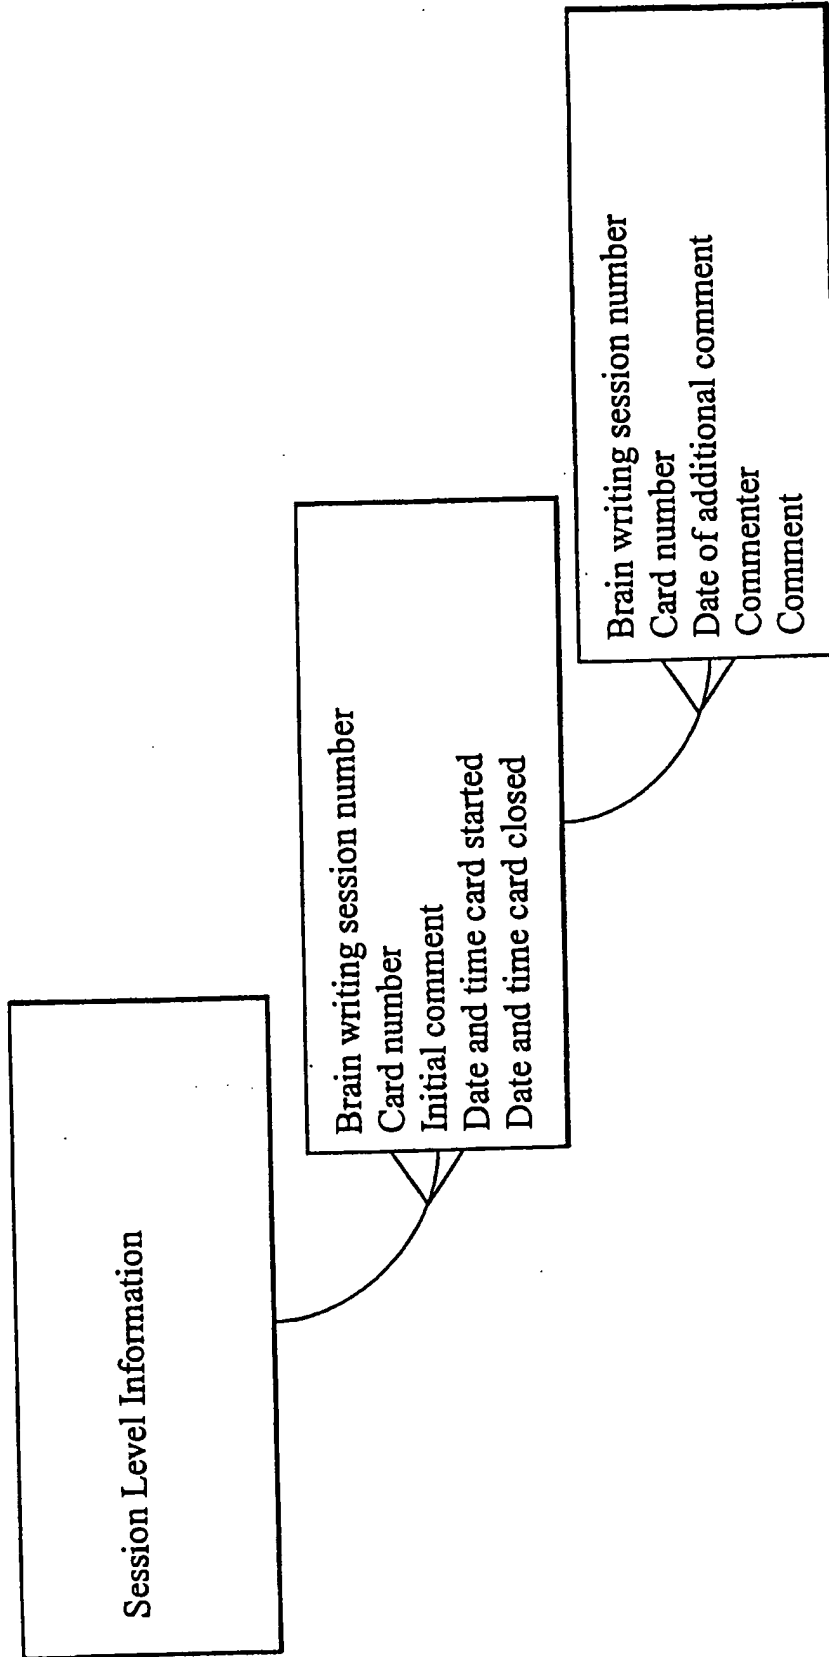 Session Level Information
Brain writing session number
Card number
Initial comment
Date and time card started
Date and time card closed
Brain writing session number
Card number
Date of additional comment
Commenter
Comment